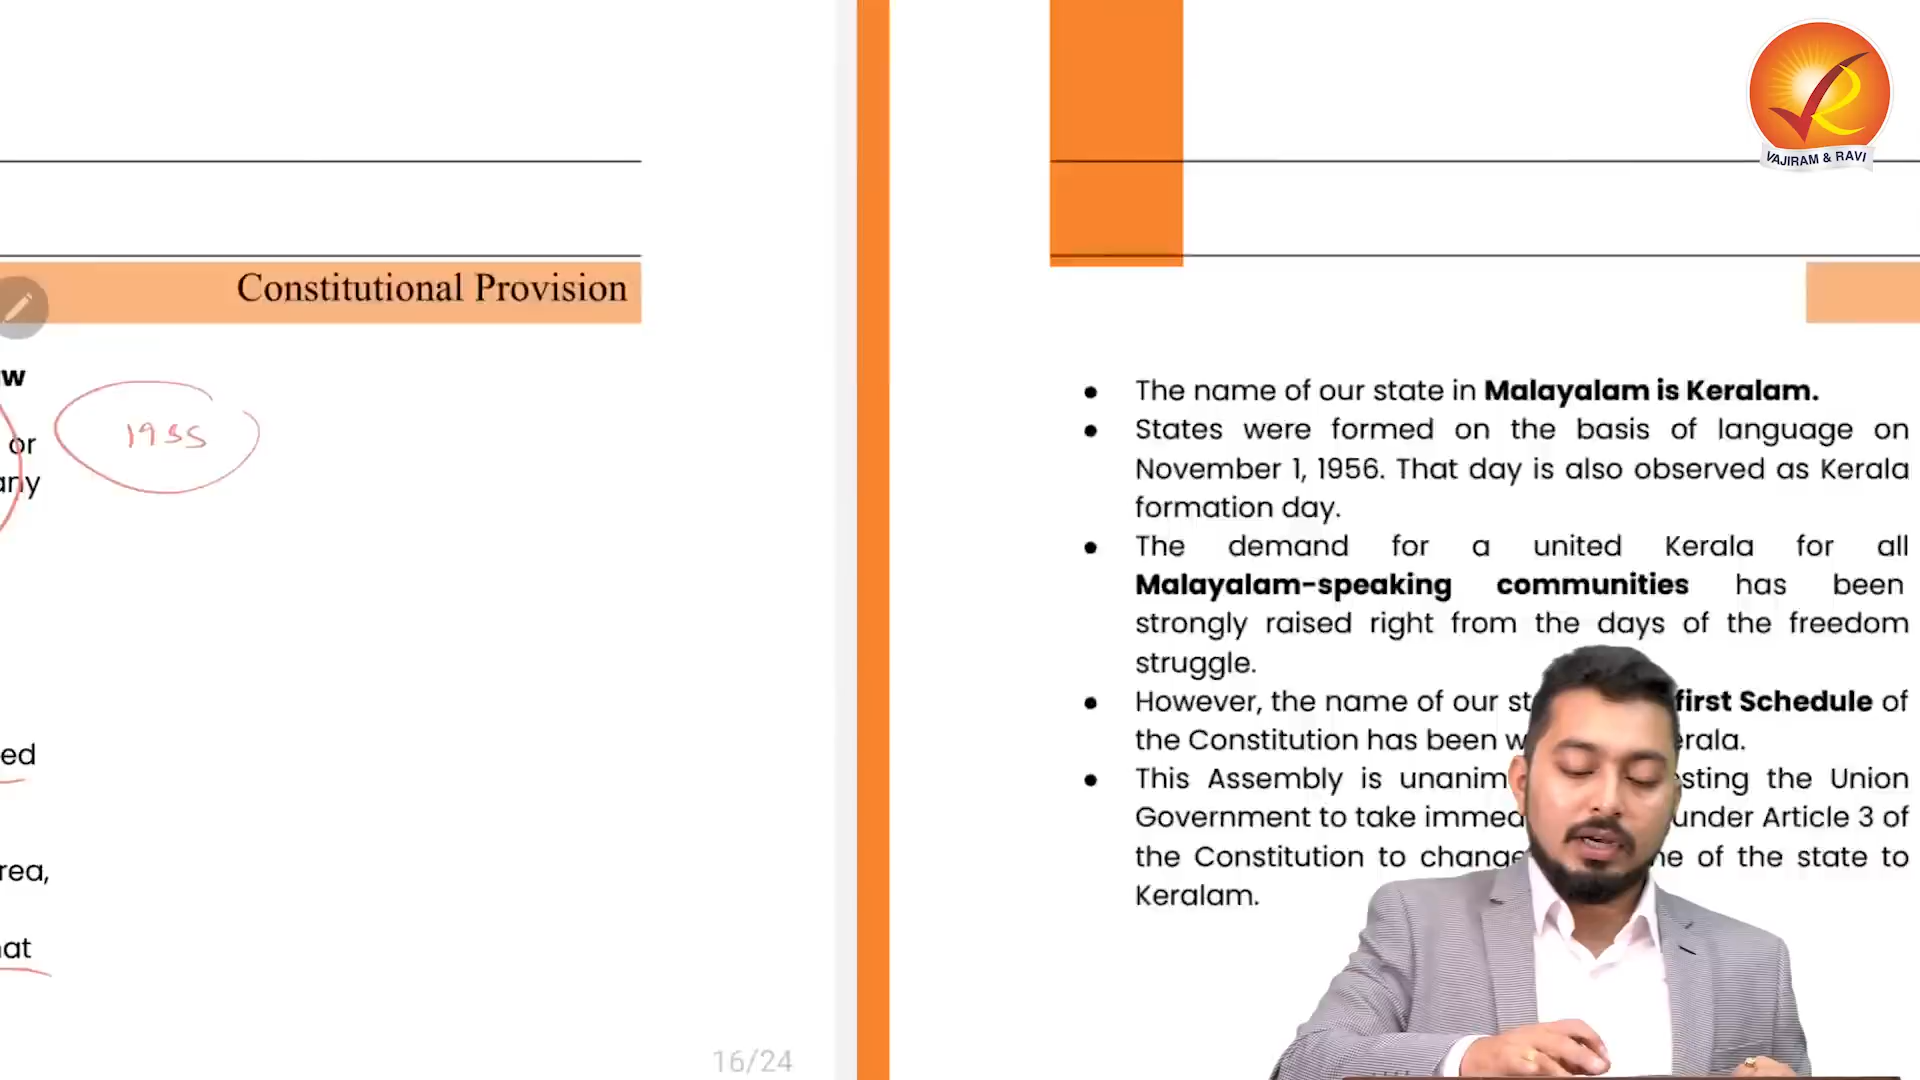 VAJIRAM & RAVI
Constitutional Provision
w
or
any
1955
ed
rea,
at
16/24
• The name of our state in Malayalam is Keralam.
• States were formed on the basis of language on
November 1, 1956. That day is also observed as Kerala
formation day.
• The demand for a united Kerala for all
Malayalam-speaking communities has been
strongly raised right from the days of the freedom
struggle.
• However, the name of our st first Schedule of
the Constitution has been w erala.
• This Assembly is unanim sting the Union
Government to take immed under Article 3 of
the Constitution to change e of the state to
Keralam.